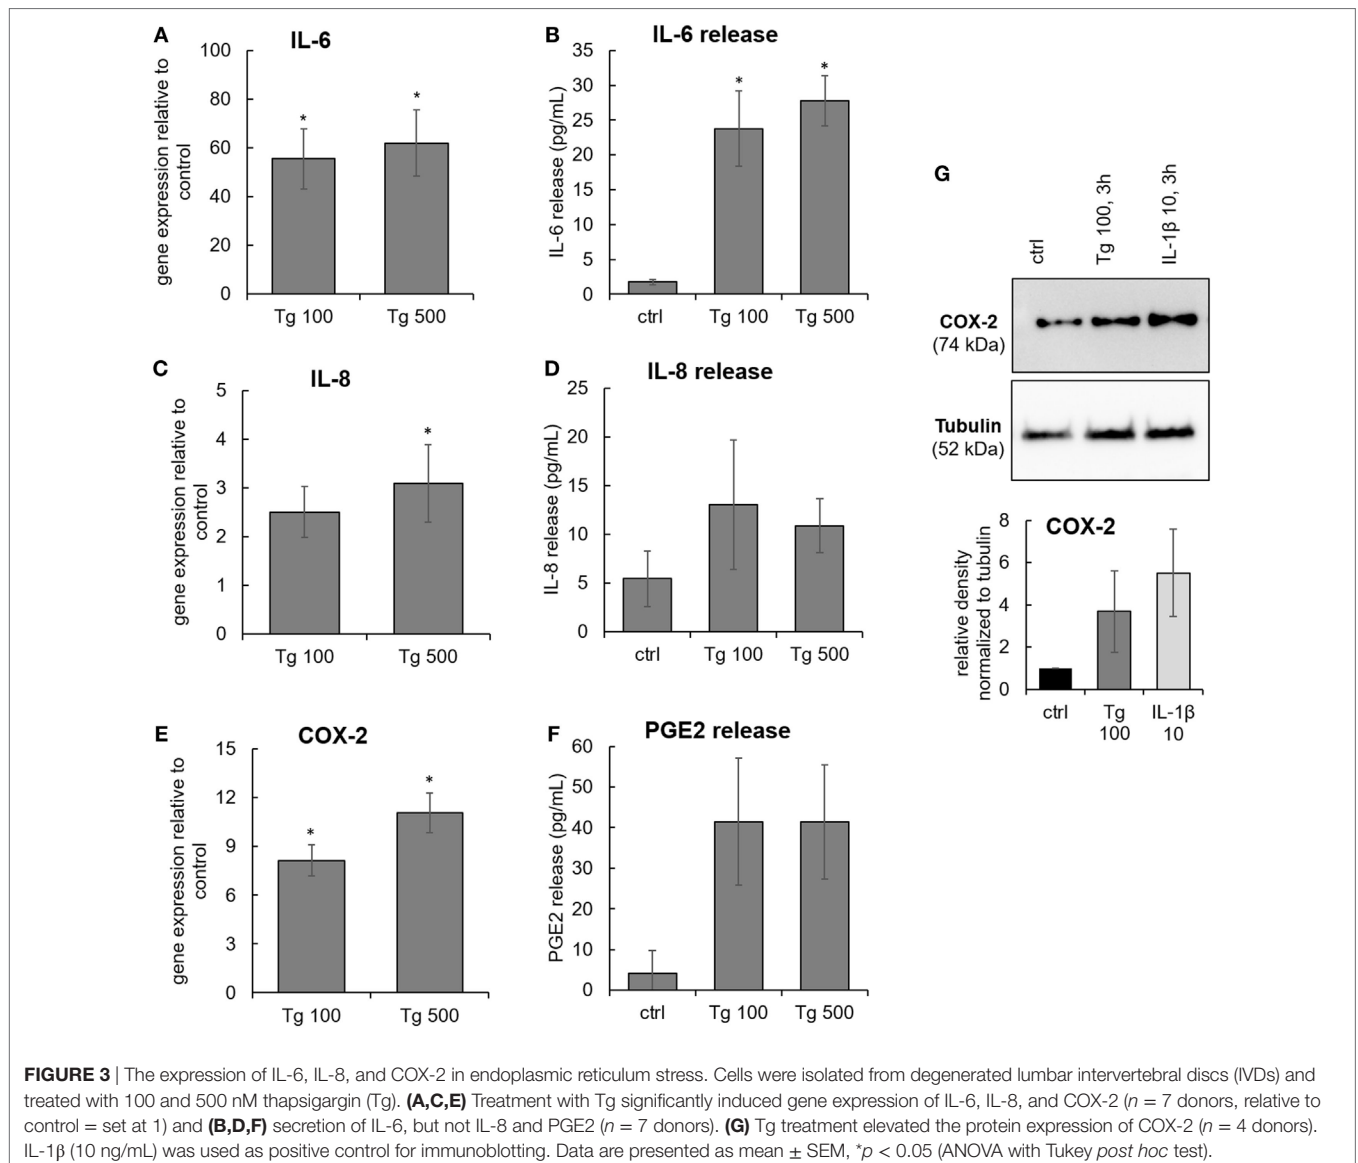 A
IL-6
gene expression relative to
control
100
80
60
40
20
0
*
*
Tg 100
Tg 500
B
IL-6 release
IL-6 release (pg/mL)
35
30
25
20
15
10
5
0
*
*
ctrl
Tg 100
Tg 500
C
IL-8
gene expression relative to
control
5
4
3
2
1
0
*
Tg 100
Tg 500
D
IL-8 release
IL-8 release (pg/mL)
25
20
15
10
5
0
ctrl
Tg 100
Tg 500
E
COX-2
gene expression relative to
control
15
12
9
6
3
0
*
*
Tg 100
Tg 500
F
PGE2 release
PGE2 release (pg/mL)
60
50
40
30
20
10
0
ctrl
Tg 100
Tg 500
G
ctrl
Tg 100, 3h
IL-1β 10, 3h
COX-2
(74 kDa)
Tubulin
(52 kDa)
COX-2
relative density
normalized to tubulin
8
6
4
2
0
ctrl
Tg
100
IL-1β
10
FIGURE 3 | The expression of IL-6, IL-8, and COX-2 in endoplasmic reticulum stress. Cells were isolated from degenerated lumbar intervertebral discs (IVDs) and
treated with 100 and 500 nM thapsigargin (Tg). (A,C,E) Treatment with Tg significantly induced gene expression of IL-6, IL-8, and COX-2 (n = 7 donors, relative to
control = set at 1) and (B,D,F) secretion of IL-6, but not IL-8 and PGE2 (n = 7 donors). (G) Tg treatment elevated the protein expression of COX-2 (n = 4 donors).
IL-1β (10 ng/mL) was used as positive control for immunoblotting. Data are presented as mean ± SEM, *p < 0.05 (ANOVA with Tukey post hoc test).